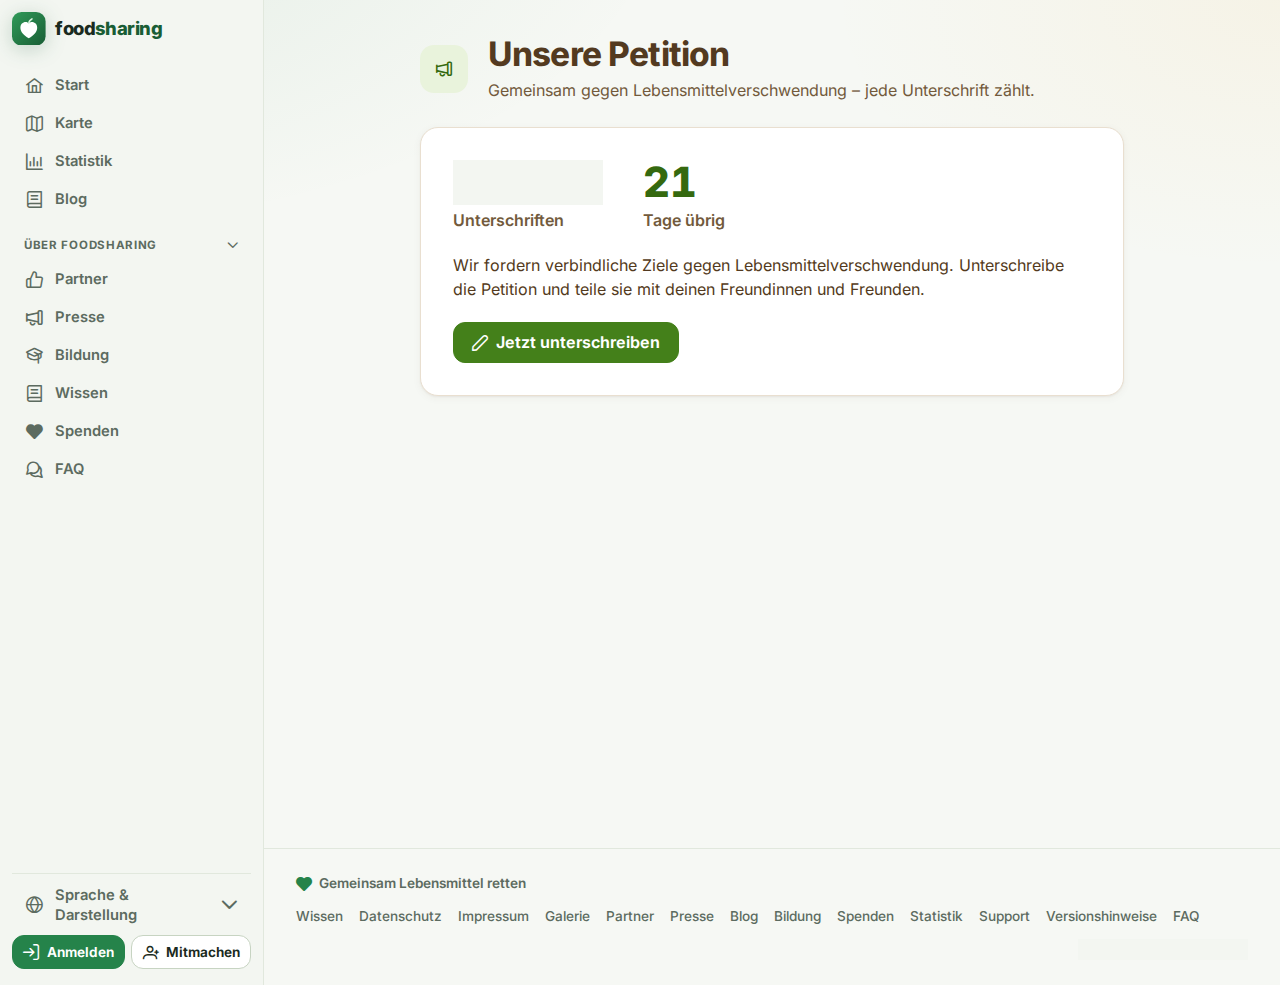 foodsharing
Start
Karte
Statistik
Blog
ÜBER FOODSHARING
Partner
Presse
Bildung
Wissen
Spenden
FAQ
Sprache &
Darstellung
Anmelden
Mitmachen
Unsere Petition
Gemeinsam gegen Lebensmittelverschwendung – jede Unterschrift zählt.
Unterschriften
21
Tage übrig
Wir fordern verbindliche Ziele gegen Lebensmittelverschwendung. Unterschreibe
die Petition und teile sie mit deinen Freundinnen und Freunden.
Jetzt unterschreiben
Gemeinsam Lebensmittel retten
Wissen Datenschutz Impressum Galerie Partner Presse Blog Bildung Spenden Statistik Support Versionshinweise FAQ